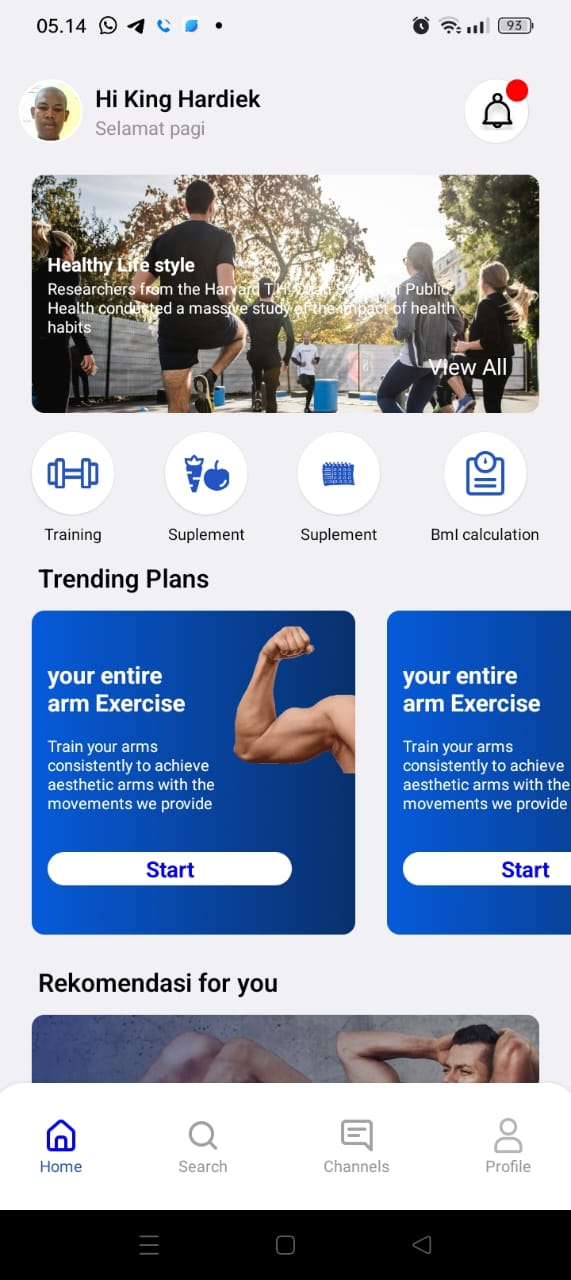 05.14
93
Hi King Hardiek
Selamat pagi
Healthy Life style
Researchers from the Harvard T.H. Chan School of Public
Health conducted a massive study of the impact of health
habits
View All
Training
Suplement
Suplement
BmI calculation
Trending Plans
your entire
arm Exercise
Train your arms
consistently to achieve
aesthetic arms with the
movements we provide
Start
your entire
arm Exercise
Train your arms
consistently to achieve
aesthetic arms with the
movements we provide
Start
Rekomendasi for you
Home
Search
Channels
Profile